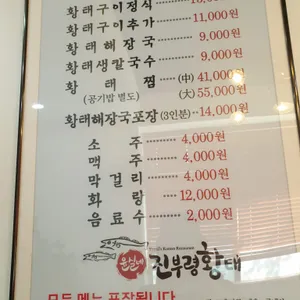 황태구이정식
황태구이추가 ········ 11,000원
황태해장국 ········ 9,000원
황태생칼국수 ········ 9,000원
황태찜 (中) 41,000원
(공기밥 별도) (大) 55,000원
황태해장국포장 (3인분) ~14,000원
소주 ········ 4,000원
맥주 ········ 4,000원
막걸리 ········ 4,000원
화랑 ········ 12,000원
음료수 ········ 2,000원
진부령황태
모든메뉴 포장됩니다